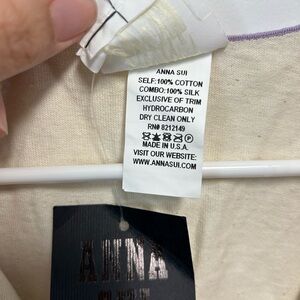 ANNA SUI
SELF:100% COTTON
COMBO:100% SILK
EXCLUSIVE OF TRIM
HYDROCARBON
DRY CLEAN ONLY
RN# 8212149
MADE IN U.S.A.
VISIT OUR WEBSITE:
WWW.ANNASUI.COM
ANNA